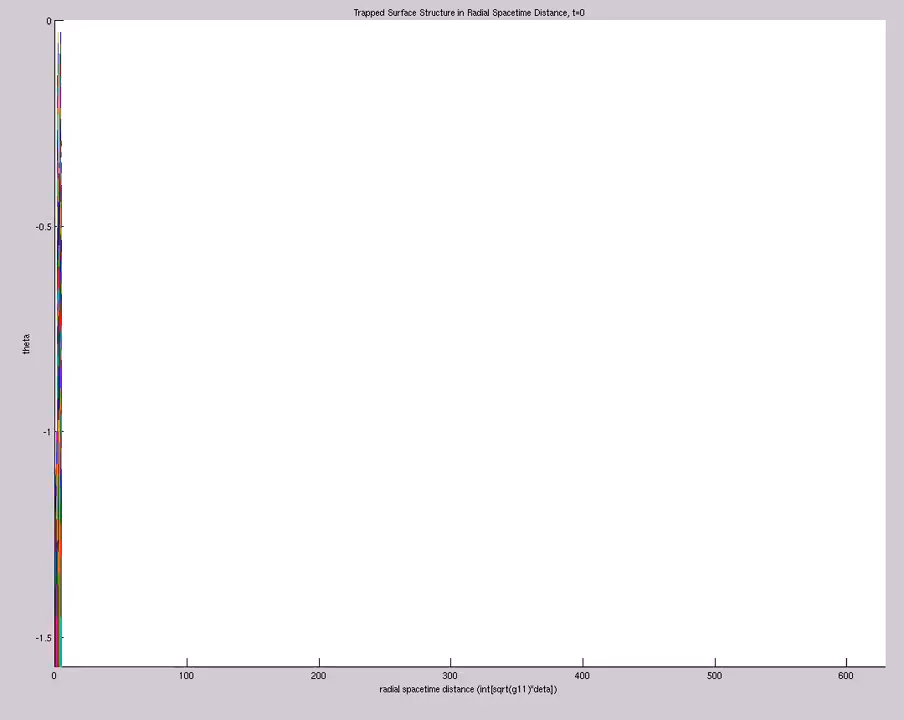 Trapped Surface Structure in Radial Spacetime Distance, t=0
0
-0.5
theta
-1
-1.5
0 100 200 300 400 500 600
radial spacetime distance (int[sqrt(g11)*deta])